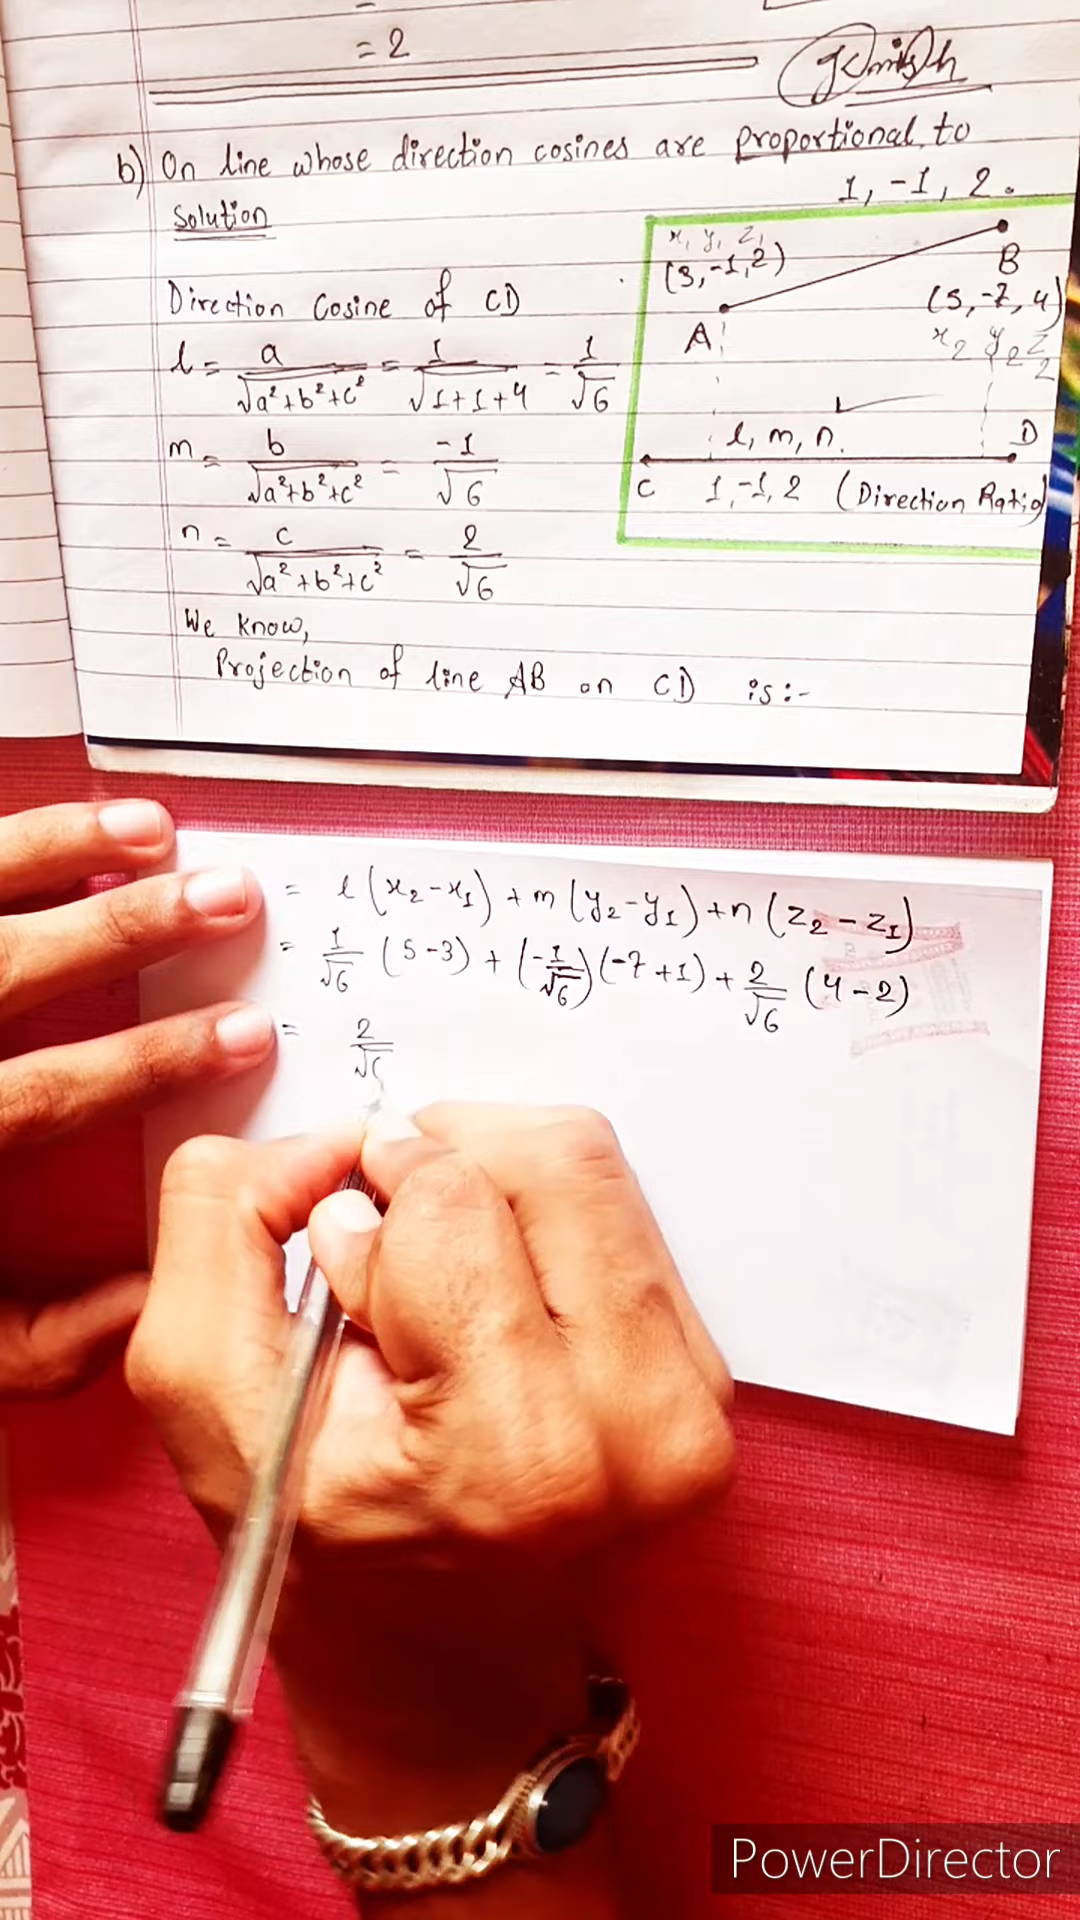 = 2
b) On line whose direction cosines are proportional to
1, -1, 2.
Solution
x₁ y₁ z₁
(3,-1,2)
B
(5,-7,4)
x₂ y₂ z₂
A
Direction Cosine of CD
l = a/√a²+b²+c² = 1/√1+1+4 = 1/√6
l, m, n.
D
m = b/√a²+b²+c² = -1/√6
C 1,-1,2 (Direction Ratio)
n = c/√a²+b²+c² = 2/√6
We know,
Projection of line AB on CD is:-
= l(x₂-x₁)+m(y₂-y₁)+n(z₂-z₁)
= 1/√6 (5-3)+(-1/√6)(-7+1)+2/√6 (4-2)
= 2/√6
PowerDirector